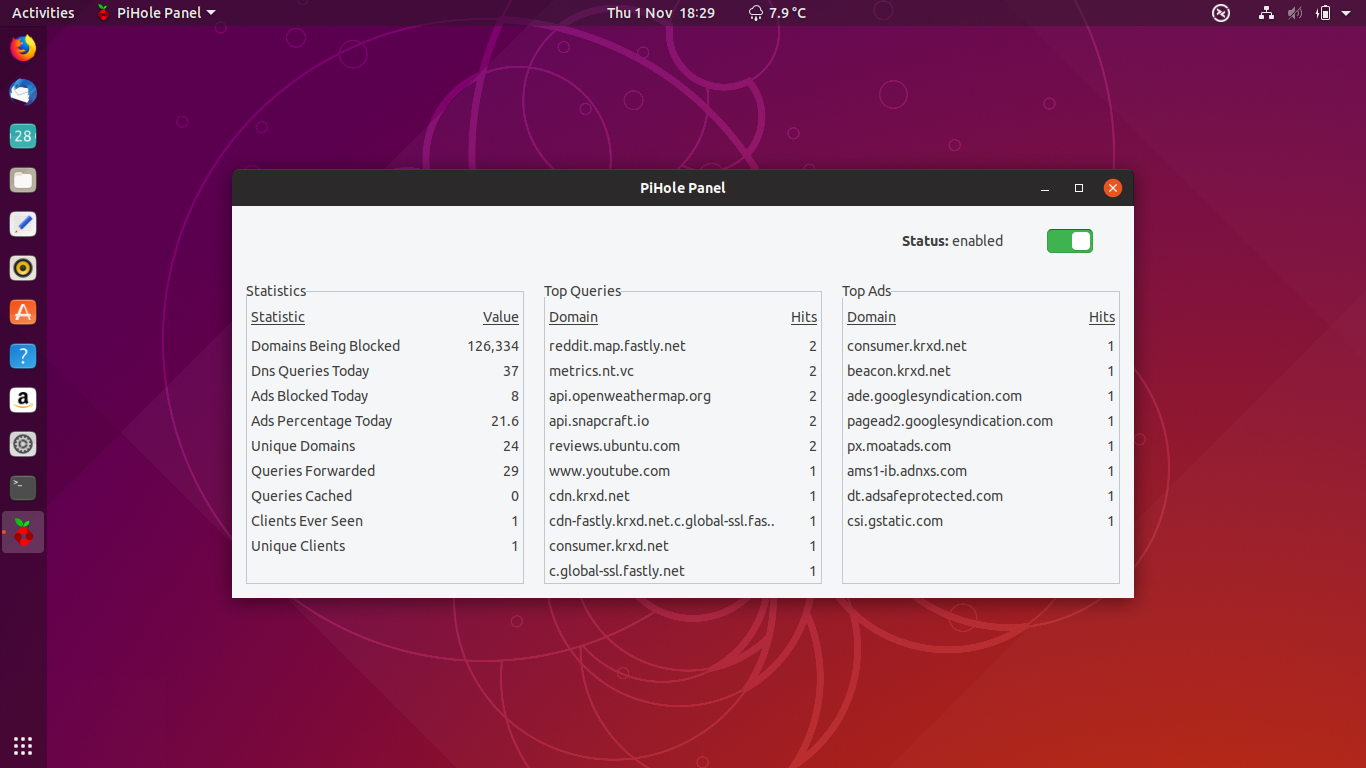 Activities PiHole Panel Thu 1 Nov 18:29 7.9 °C
28
PiHole Panel
Status: enabled
Statistics
Statistic Value
Domains Being Blocked 126,334
Dns Queries Today 37
Ads Blocked Today 8
Ads Percentage Today 21.6
Unique Domains 24
Queries Forwarded 29
Queries Cached 0
Clients Ever Seen 1
Unique Clients 1
Top Queries
Domain Hits
reddit.map.fastly.net 2
metrics.nt.vc 2
api.openweathermap.org 2
api.snapcraft.io 2
reviews.ubuntu.com 2
www.youtube.com 1
cdn.krxd.net 1
cdn-fastly.krxd.net.c.global-ssl.fas.. 1
consumer.krxd.net 1
c.global-ssl.fastly.net 1
Top Ads
Domain Hits
consumer.krxd.net 1
beacon.krxd.net 1
ade.googlesyndication.com 1
pagead2.googlesyndication.com 1
px.moatads.com 1
ams1-ib.adnxs.com 1
dt.adsafeprotected.com 1
csi.gstatic.com 1